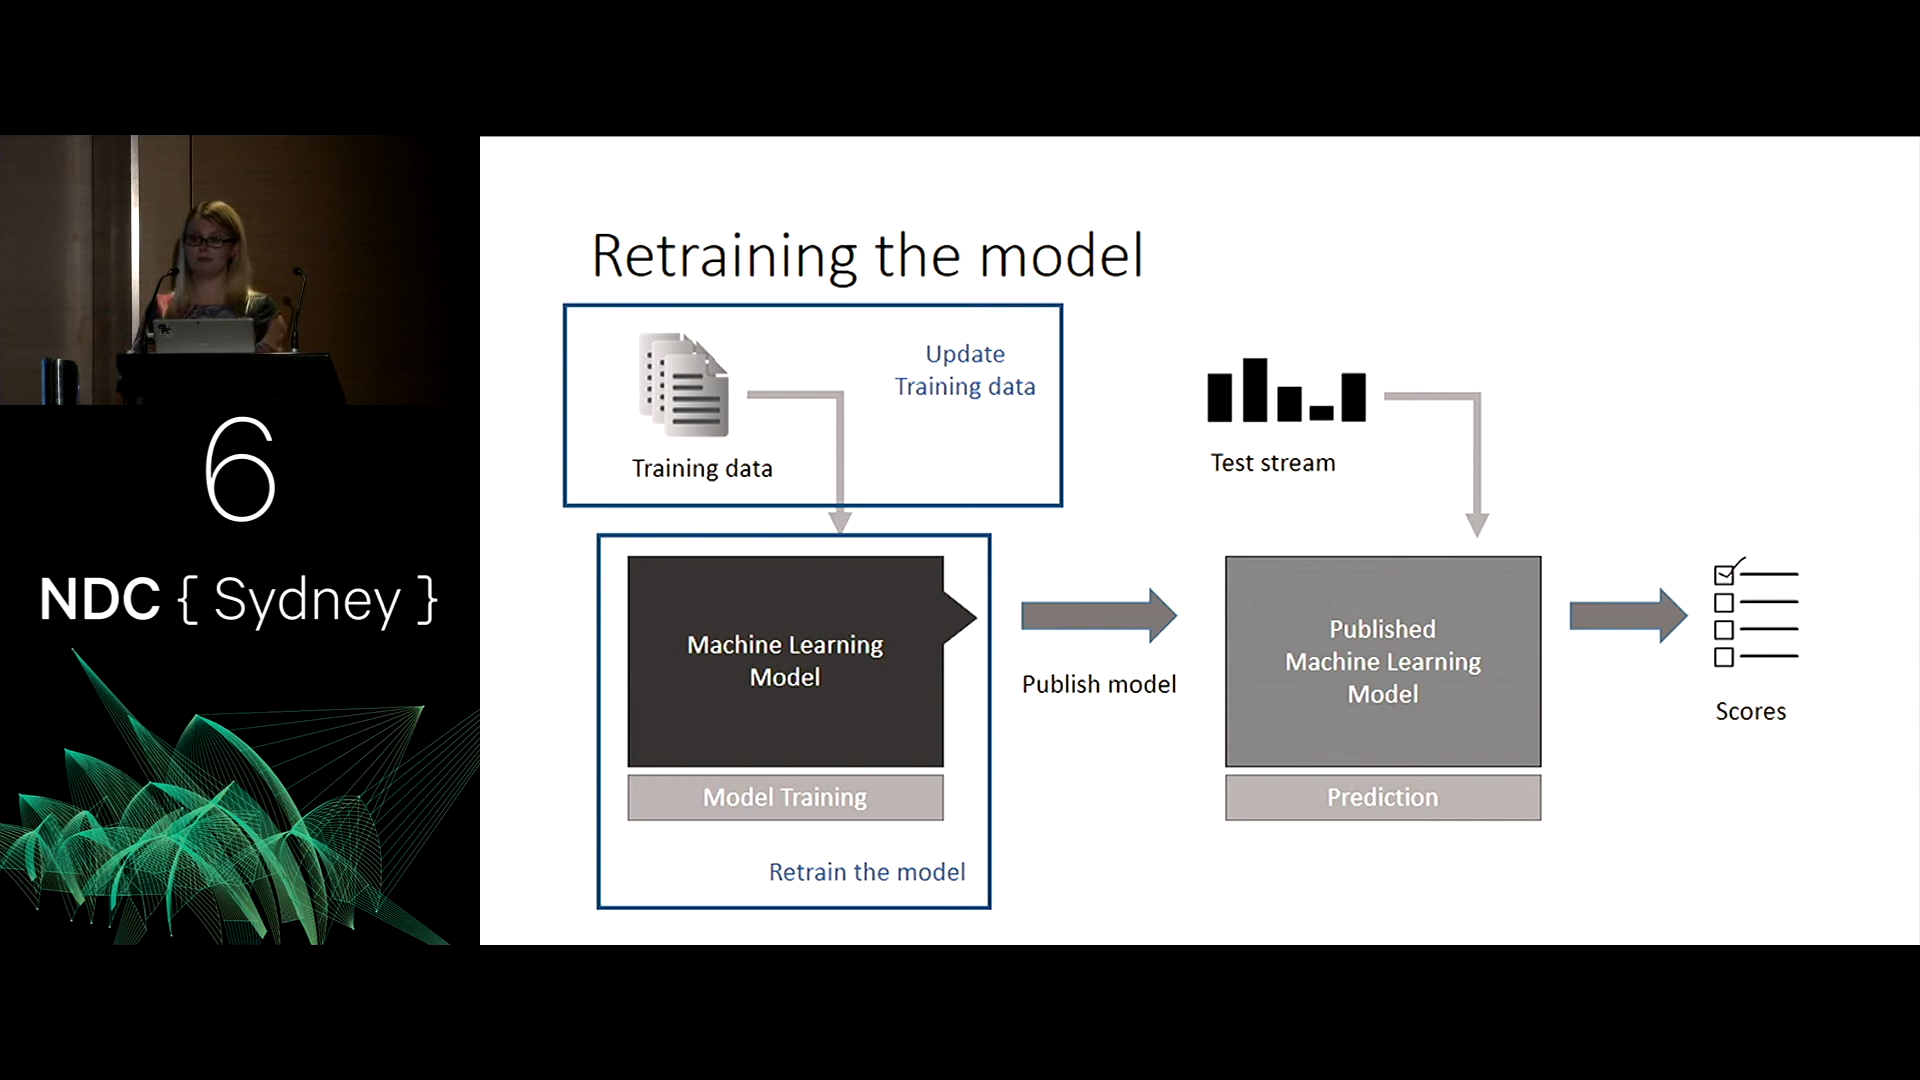 6
NDC { Sydney }
Retraining the model
Update
Training data
Training data
Test stream
Machine Learning
Model
Publish model
Published
Machine Learning
Model
Scores
Model Training
Prediction
Retrain the model